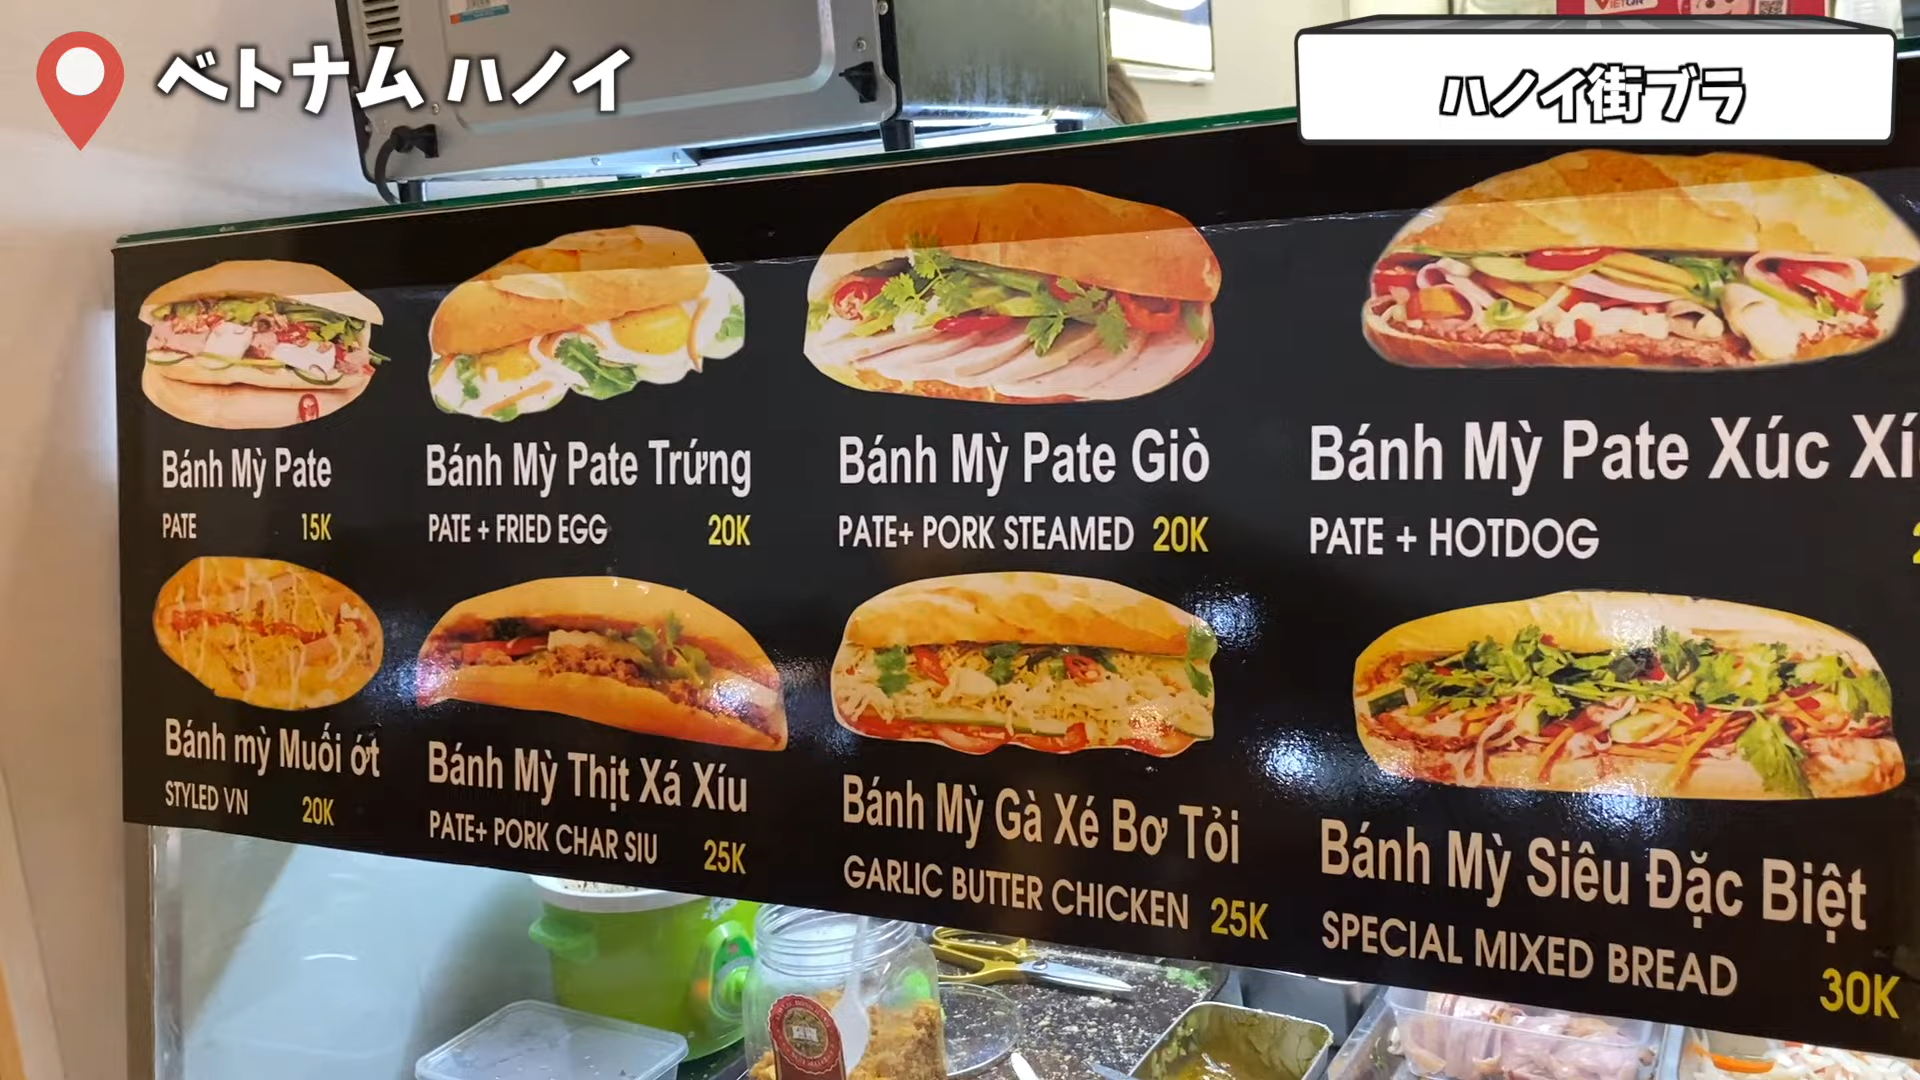 ベトナム ハノイ
ハノイ街ブラ
Bánh Mỳ Pate
PATE 15K
Bánh Mỳ Pate Trứng
PATE + FRIED EGG 20K
Bánh Mỳ Pate Giò
PATE+ PORK STEAMED 20K
Bánh Mỳ Pate Xúc
PATE + HOTDOG
Bánh mỳ Muối ớt
STYLED VN 20K
Bánh Mỳ Thịt Xá Xíu
PATE+ PORK CHAR SIU 25K
Bánh Mỳ Gà Xé Bơ Tỏi
GARLIC BUTTER CHICKEN 25K
Bánh Mỳ Siêu Đặc Biệt
SPECIAL MIXED BREAD 30K